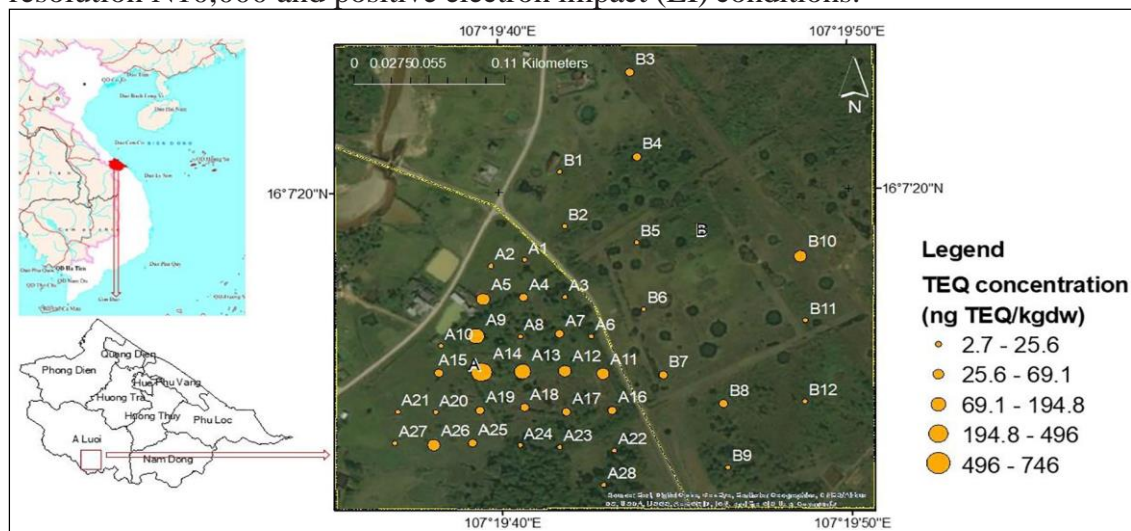 resolution N10,000 and positive electron impact (EI) conditions.
107°19'40"E
107°19'50"E
0 0.0275 0.055 0.11 Kilometers
N
16°7'20"N
16°7'20"N
B3
B4
B1
B2
B5
B
B10
A2
A1
A5
A4
A3
B6
B11
A9
A10
A8
A7
A6
A15
A
A14
A13
A12
A11
B7
A21
A20
A19
A18
A17
A16
B8
B12
A27
A26
A25
A24
A23
A22
B9
A28
107°19'40"E
107°19'50"E
Phong Dien
Quang Dien
Hue
Phu Vang
Huong Tra
Huong Thuy
Phu Loc
A Luoi
Nam Dong
Legend
TEQ concentration
(ng TEQ/kgdw)
2.7 - 25.6
25.6 - 69.1
69.1 - 194.8
194.8 - 496
496 - 746